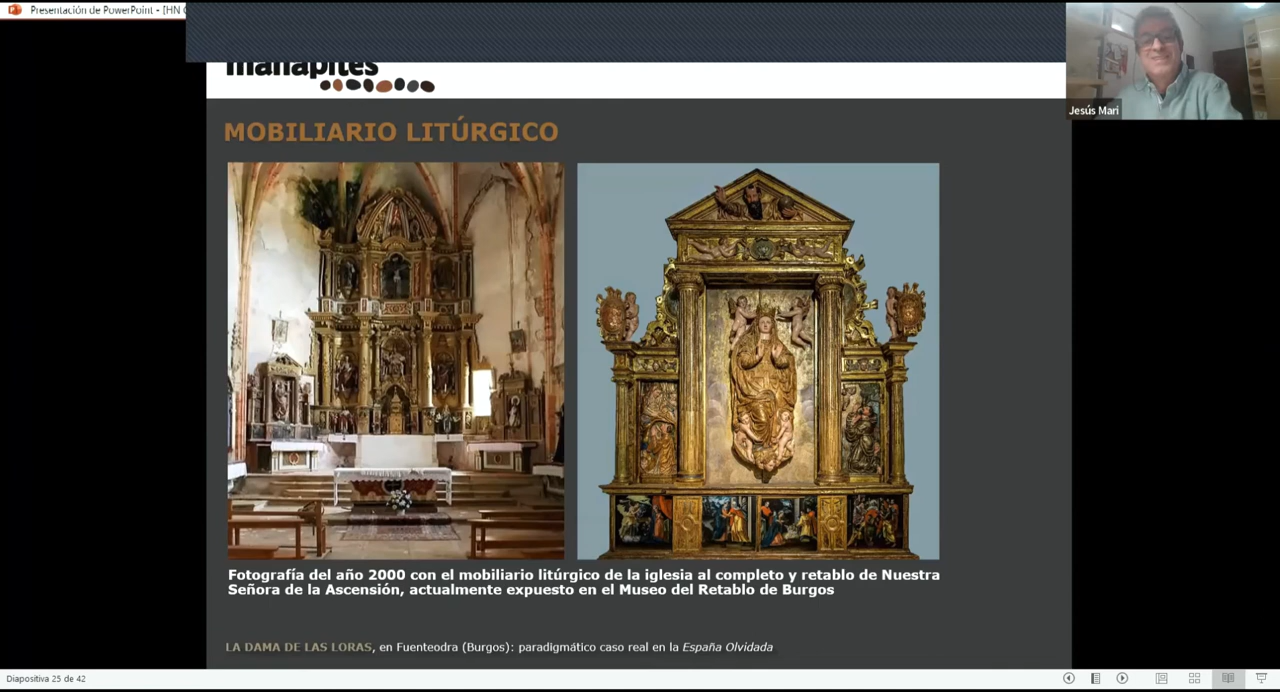 Presentación de PowerPoint - [HN
manapites
Jesús Mari
MOBILIARIO LITÚRGICO
Fotografía del año 2000 con el mobiliario litúrgico de la iglesia al completo y retablo de Nuestra
Señora de la Ascensión, actualmente expuesto en el Museo del Retablo de Burgos
LA DAMA DE LAS LORAS, en Fuenteodra (Burgos): paradigmático caso real en la España Olvidada
Diapositiva 25 de 42